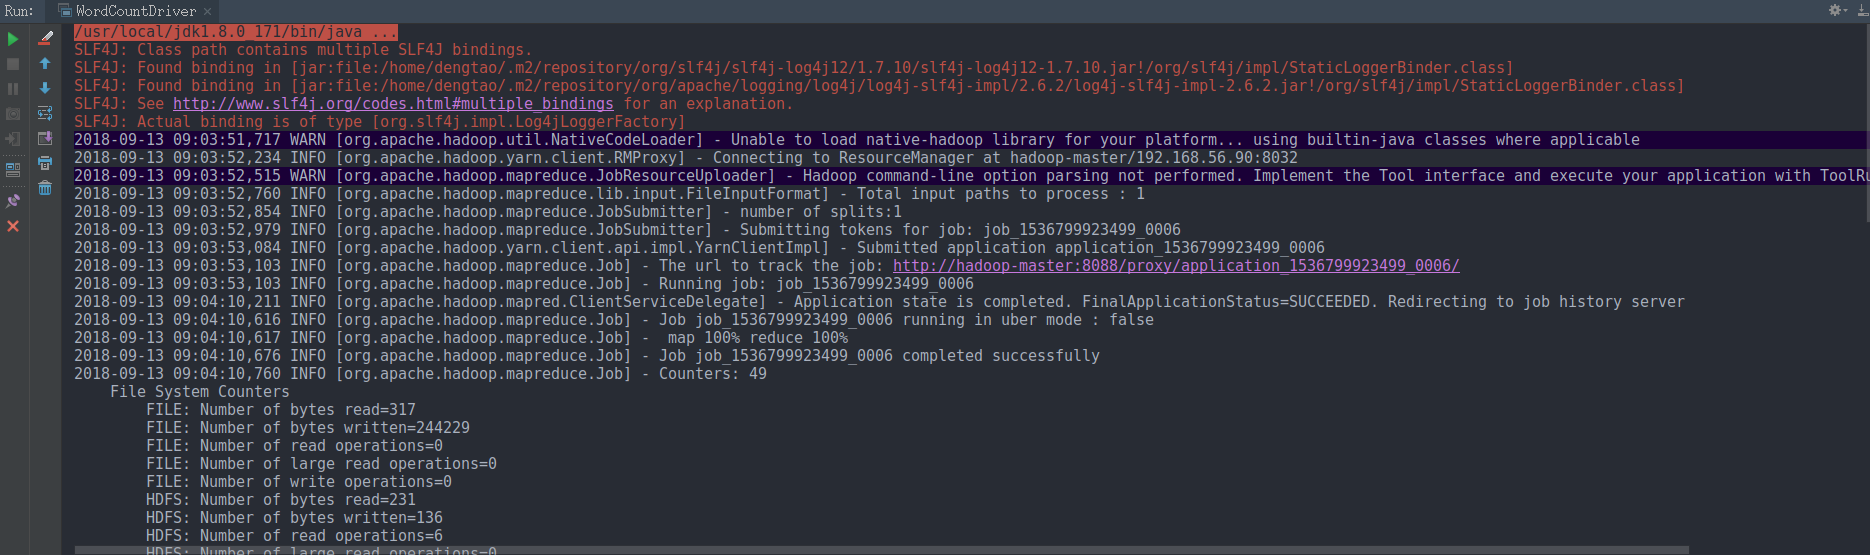 Run: WordCountDriver
/usr/local/jdk1.8.0_171/bin/java ...
SLF4J: Class path contains multiple SLF4J bindings.
SLF4J: Found binding in [jar:file:/home/dengtao/.m2/repository/org/slf4j/slf4j-log4j12/1.7.10/slf4j-log4j12-1.7.10.jar!/org/slf4j/impl/StaticLoggerBinder.class]
SLF4J: Found binding in [jar:file:/home/dengtao/.m2/repository/org/apache/logging/log4j/log4j-slf4j-impl/2.6.2/log4j-slf4j-impl-2.6.2.jar!/org/slf4j/impl/StaticLoggerBinder.class]
SLF4J: See http://www.slf4j.org/codes.html#multiple_bindings for an explanation.
SLF4J: Actual binding is of type [org.slf4j.impl.Log4jLoggerFactory]
2018-09-13 09:03:51,717 WARN [org.apache.hadoop.util.NativeCodeLoader] - Unable to load native-hadoop library for your platform... using builtin-java classes where applicable
2018-09-13 09:03:52,234 INFO [org.apache.hadoop.yarn.client.RMProxy] - Connecting to ResourceManager at hadoop-master/192.168.56.90:8032
2018-09-13 09:03:52,515 WARN [org.apache.hadoop.mapreduce.JobResourceUploader] - Hadoop command-line option parsing not performed. Implement the Tool interface and execute your application with ToolRu
2018-09-13 09:03:52,760 INFO [org.apache.hadoop.mapreduce.lib.input.FileInputFormat] - Total input paths to process : 1
2018-09-13 09:03:52,854 INFO [org.apache.hadoop.mapreduce.JobSubmitter] - number of splits:1
2018-09-13 09:03:52,979 INFO [org.apache.hadoop.mapreduce.JobSubmitter] - Submitting tokens for job: job_1536799923499_0006
2018-09-13 09:03:53,084 INFO [org.apache.hadoop.yarn.client.api.impl.YarnClientImpl] - Submitted application application_1536799923499_0006
2018-09-13 09:03:53,103 INFO [org.apache.hadoop.mapreduce.Job] - The url to track the job: http://hadoop-master:8088/proxy/application_1536799923499_0006/
2018-09-13 09:03:53,103 INFO [org.apache.hadoop.mapreduce.Job] - Running job: job_1536799923499_0006
2018-09-13 09:04:10,211 INFO [org.apache.hadoop.mapred.ClientServiceDelegate] - Application state is completed. FinalApplicationStatus=SUCCEEDED. Redirecting to job history server
2018-09-13 09:04:10,616 INFO [org.apache.hadoop.mapreduce.Job] - Job job_1536799923499_0006 running in uber mode : false
2018-09-13 09:04:10,617 INFO [org.apache.hadoop.mapreduce.Job] -  map 100% reduce 100%
2018-09-13 09:04:10,676 INFO [org.apache.hadoop.mapreduce.Job] - Job job_1536799923499_0006 completed successfully
2018-09-13 09:04:10,760 INFO [org.apache.hadoop.mapreduce.Job] - Counters: 49
File System Counters
FILE: Number of bytes read=317
FILE: Number of bytes written=244229
FILE: Number of read operations=0
FILE: Number of large read operations=0
FILE: Number of write operations=0
HDFS: Number of bytes read=231
HDFS: Number of bytes written=136
HDFS: Number of read operations=6
HDFS: Number of large read operations=0